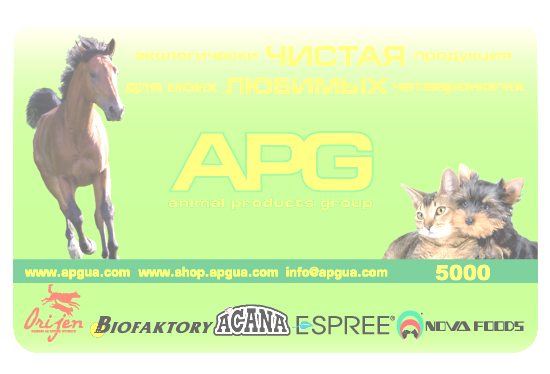 экологически ЧИСТАЯ продукция
для моих ЛЮБИМЫХ четвероногих
APG
animal products group
www.apgua.com www.shop.apgua.com info@apgua.com 5000
Orijen BIOFAKTORY ACANA ESPREE® NOVA FOODS